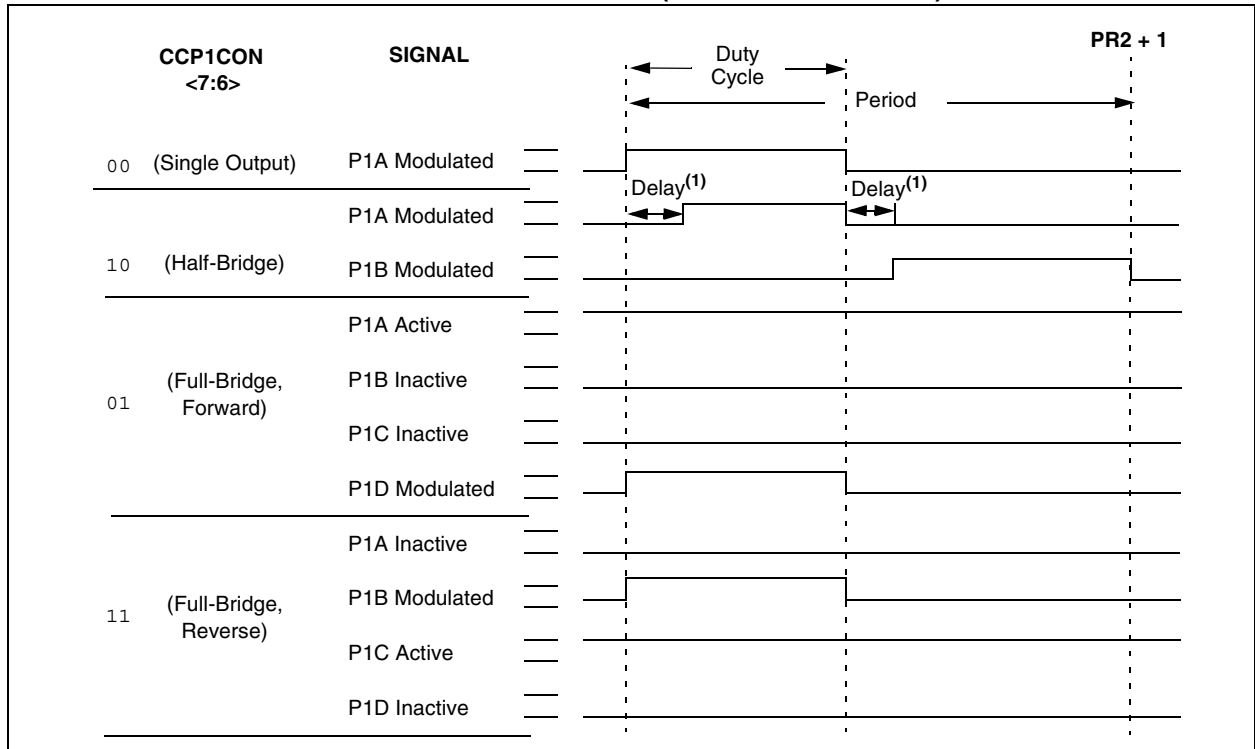 CCP1CON
<7:6>
SIGNAL
Duty
Cycle
PR2 + 1
Period
00 (Single Output) P1A Modulated
Delay(1) Delay(1)
P1A Modulated
10 (Half-Bridge) P1B Modulated
P1A Active
P1B Inactive
01 (Full-Bridge,
Forward)
P1C Inactive
P1D Modulated
P1A Inactive
P1B Modulated
11 (Full-Bridge,
Reverse)
P1C Active
P1D Inactive